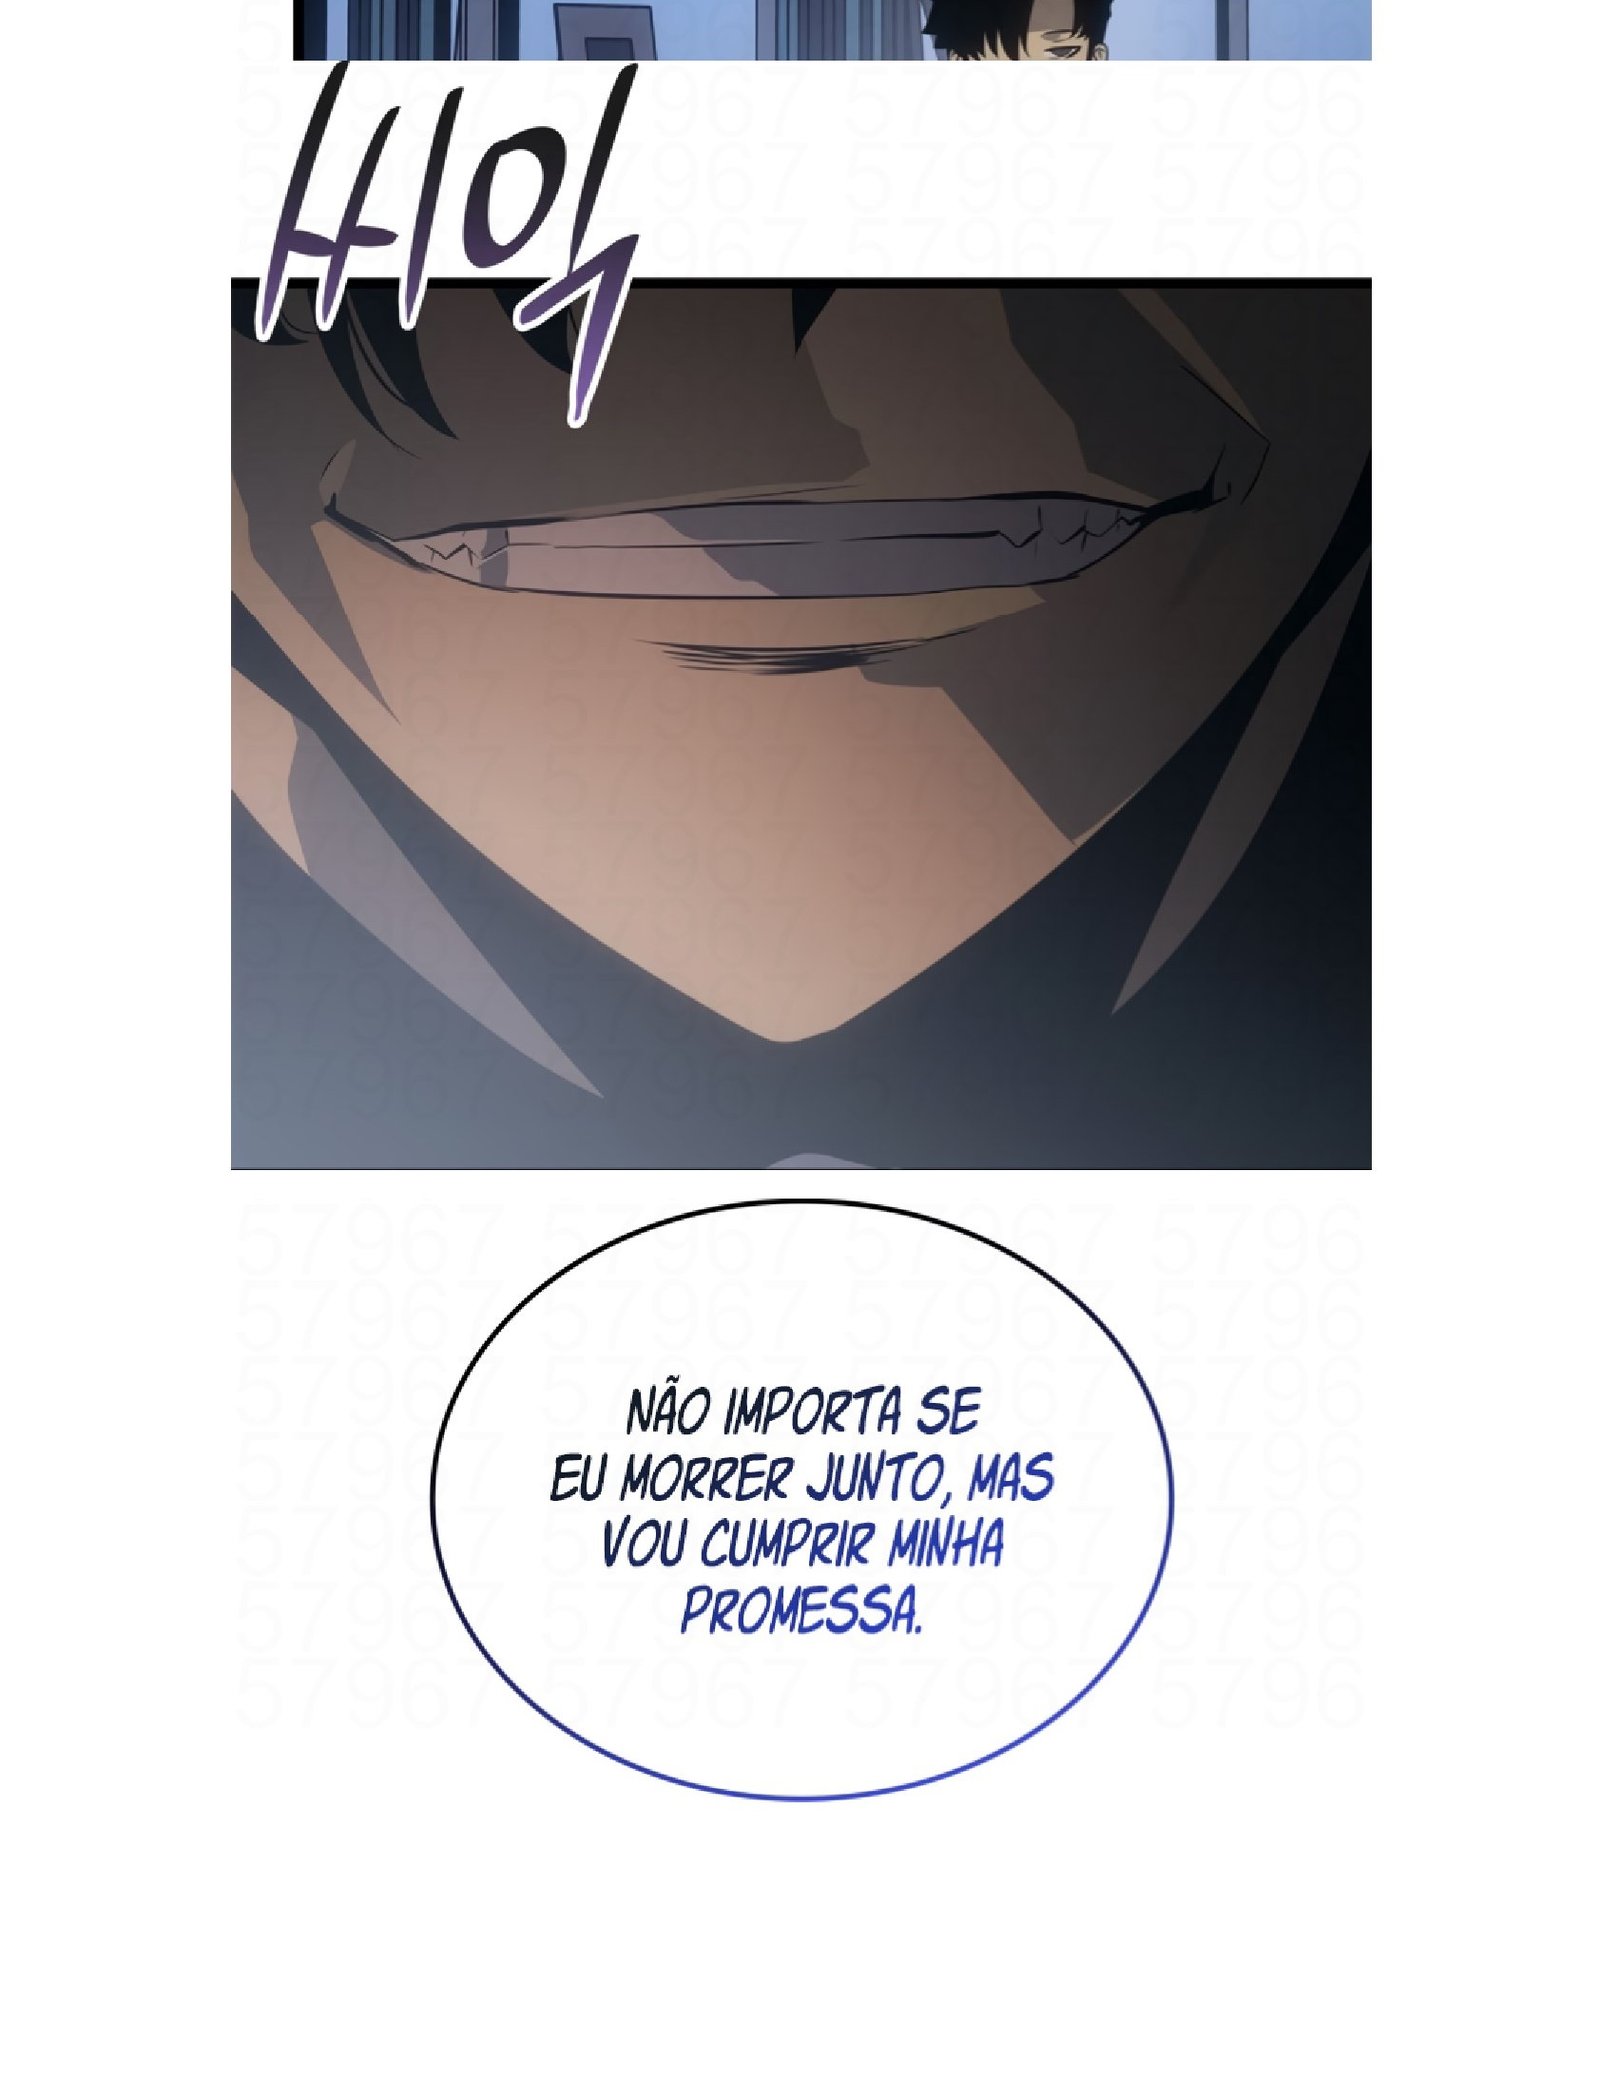 씨익
NÃO IMPORTA SE
EU MORRER JUNTO, MAS
VOU CUMPRIR MINHA
PROMESSA.